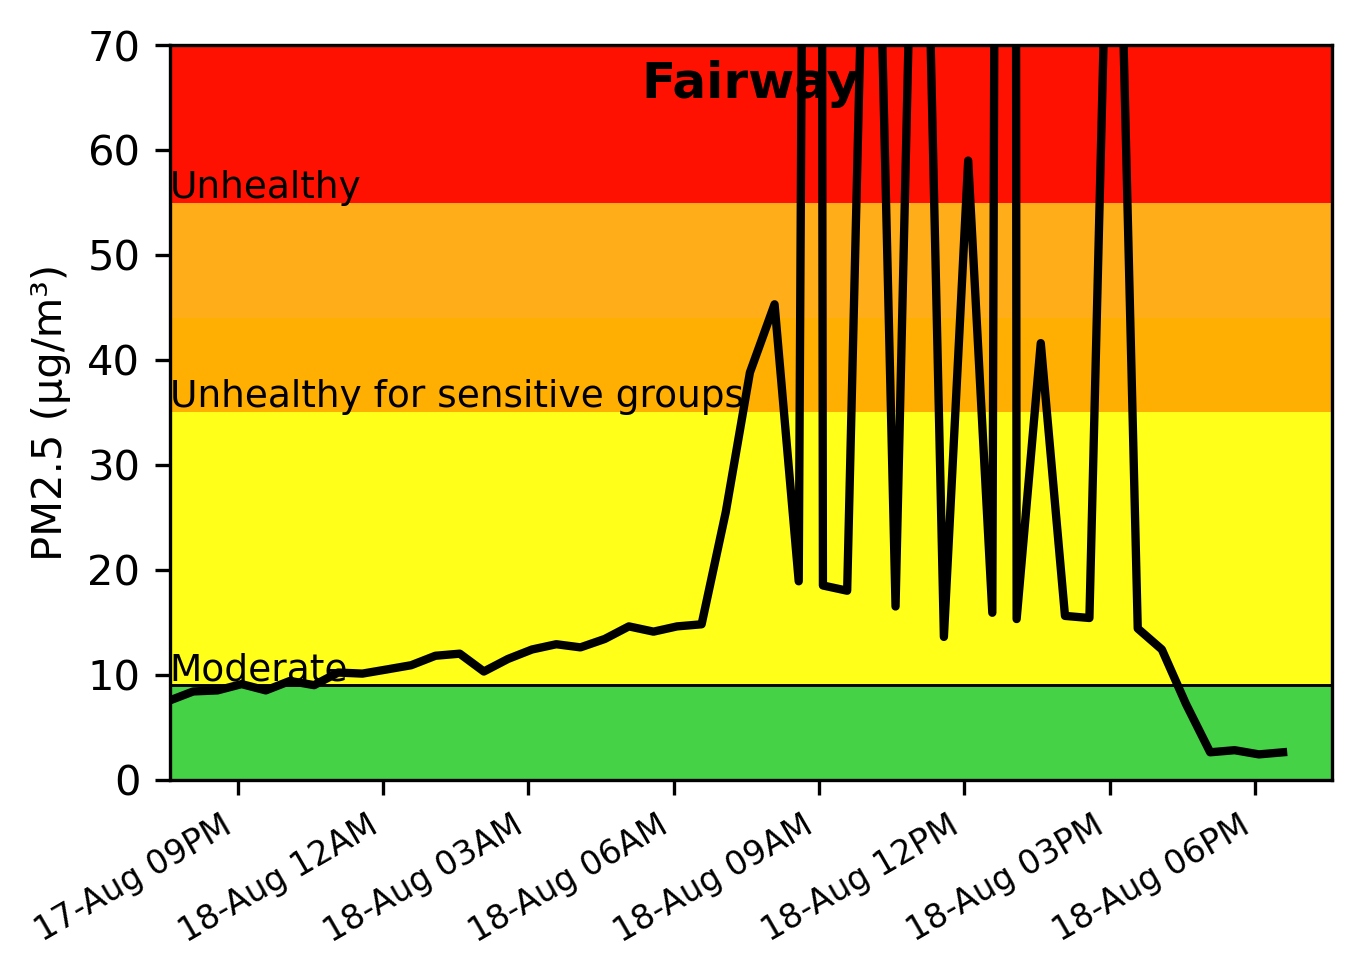 Fairway
70
60
50
40
30
20
10
0
PM2.5 (µg/m³)
Unhealthy
Unhealthy for sensitive groups
Moderate
17-Aug 09PM
18-Aug 12AM
18-Aug 03AM
18-Aug 06AM
18-Aug 09AM
18-Aug 12PM
18-Aug 03PM
18-Aug 06PM